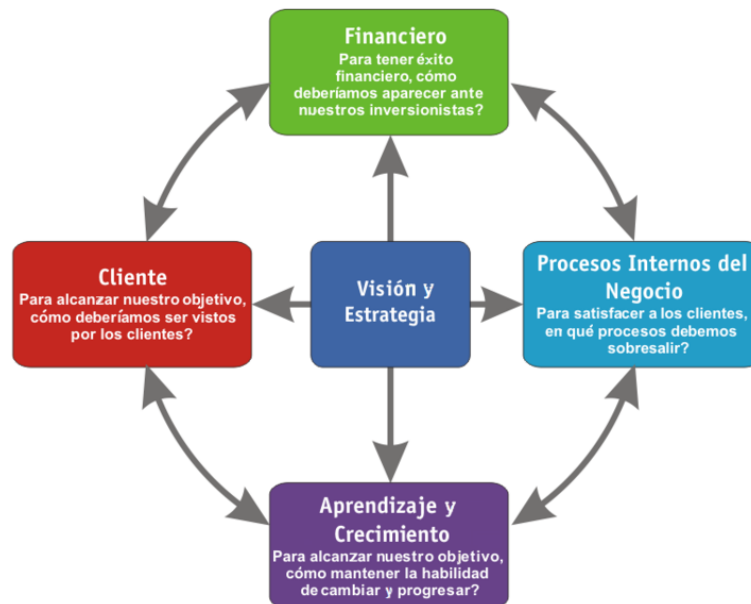 Financiero
Para tener éxito
financiero, cómo
deberíamos aparecer ante
nuestros inversionistas?
Cliente
Para alcanzar nuestro objetivo,
cómo deberíamos ser vistos
por los clientes?
Visión y
Estrategia
Procesos Internos del
Negocio
Para satisfacer a los clientes,
en qué procesos debemos
sobresalir?
Aprendizaje y
Crecimiento
Para alcanzar nuestro objetivo,
cómo mantener la habilidad
de cambiar y progresar?